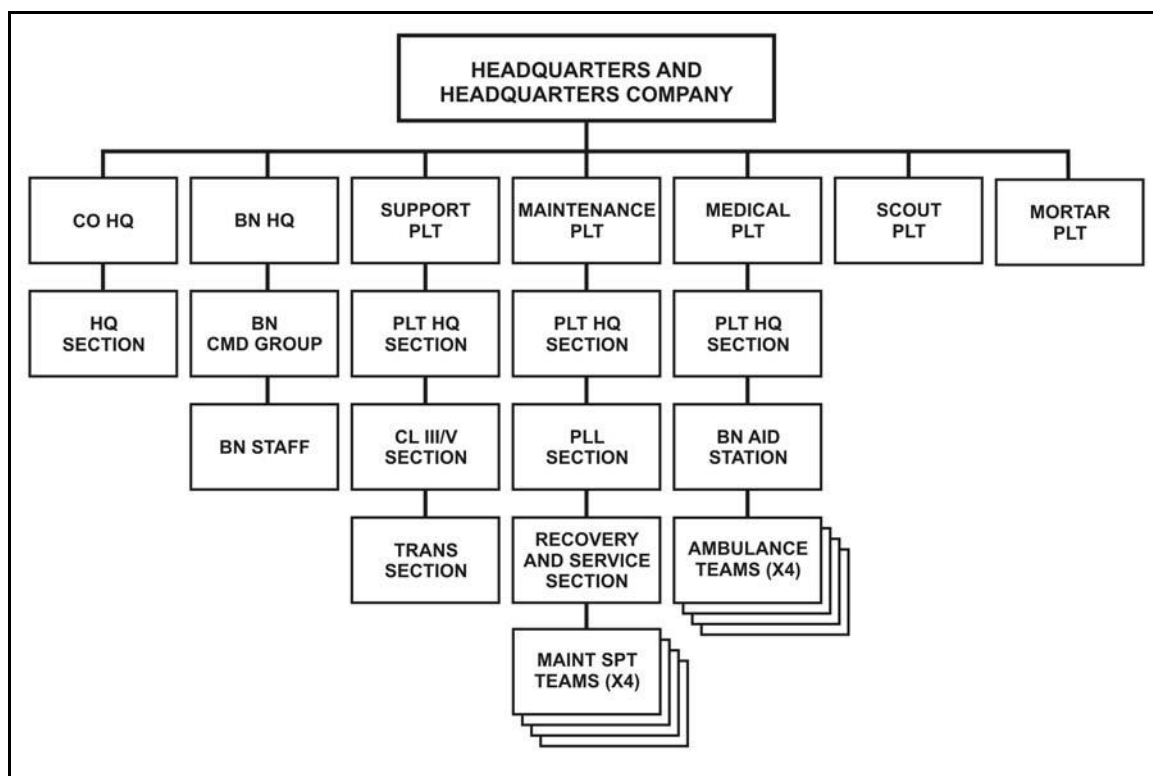 HEADQUARTERS AND
HEADQUARTERS COMPANY
CO HQ
BN HQ
SUPPORT
PLT
MAINTENANCE
PLT
MEDICAL
PLT
SCOUT
PLT
MORTAR
PLT
HQ
SECTION
BN
CMD GROUP
PLT HQ
SECTION
PLT HQ
SECTION
PLT HQ
SECTION
BN STAFF
CL III/V
SECTION
PLL
SECTION
BN AID
STATION
TRANS
SECTION
RECOVERY
AND SERVICE
SECTION
AMBULANCE
TEAMS (X4)
MAINT SPT
TEAMS (X4)